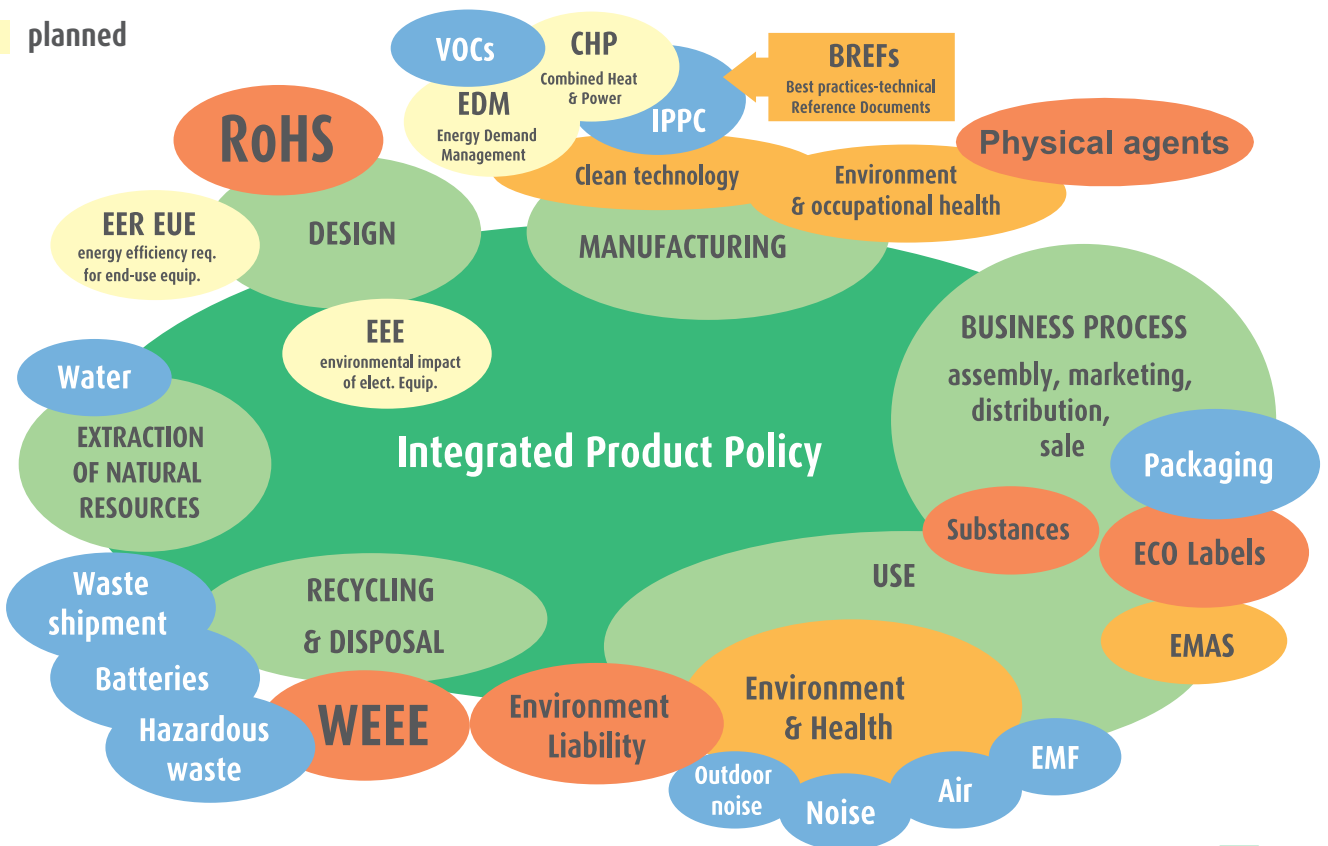 planned
VOCs
CHP
Combined Heat
& Power
EDM
Energy Demand
Management
IPPC
BREFs
Best practices-technical
Reference Documents
RoHS
Clean technology
Environment
& occupational health
Physical agents
EER EUE
energy efficiency req.
for end-use equip.
DESIGN
MANUFACTURING
EEE
environmental impact
of elect. Equip.
BUSINESS PROCESS
assembly, marketing,
distribution,
sale
Water
EXTRACTION
OF NATURAL
RESOURCES
Integrated Product Policy
Packaging
Substances
ECO Labels
EMAS
USE
Waste
shipment
RECYCLING
& DISPOSAL
Batteries
Hazardous
waste
WEEE
Environment
Liability
Environment
& Health
Outdoor
noise
Noise
Air
EMF